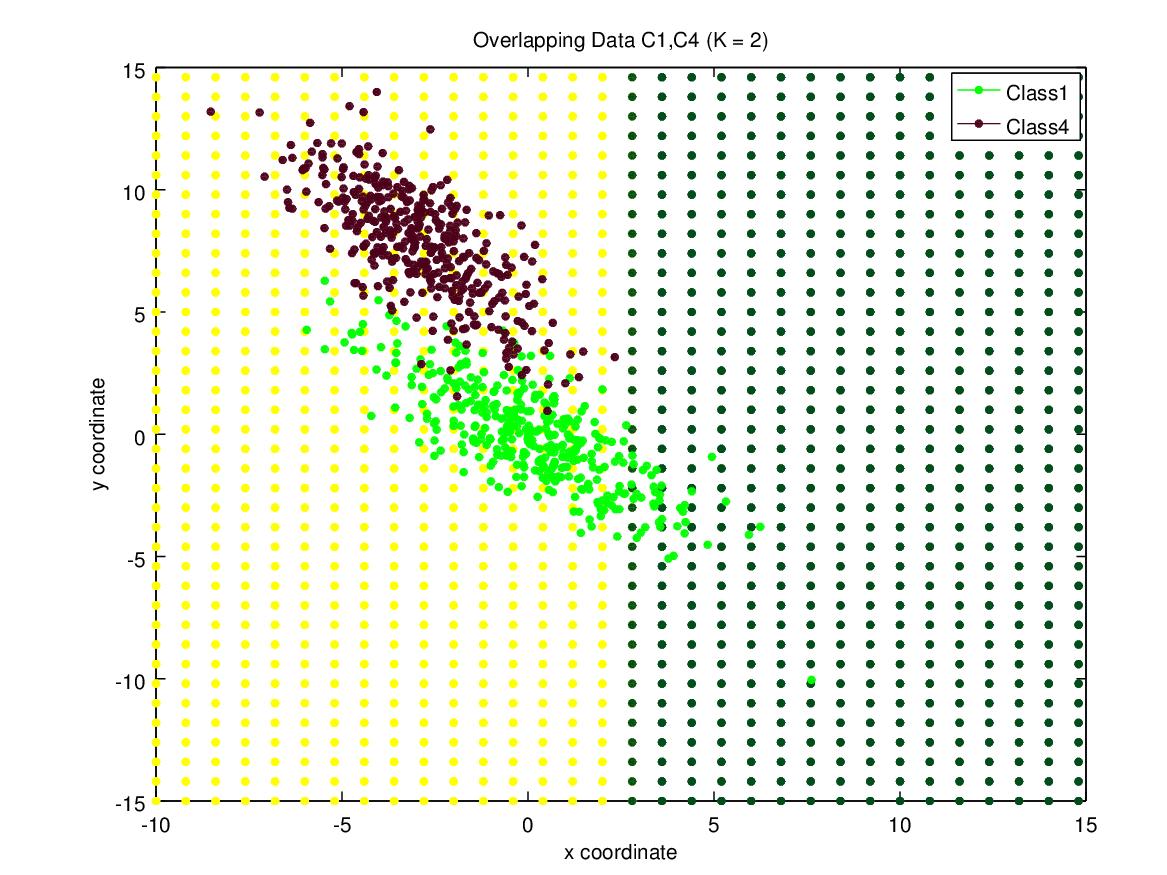 Overlapping Data C1,C4 (K = 2)
15
10
5
0
-5
-10
-15
-10
-5
0
5
10
15
y coordinate
x coordinate
Class1
Class4